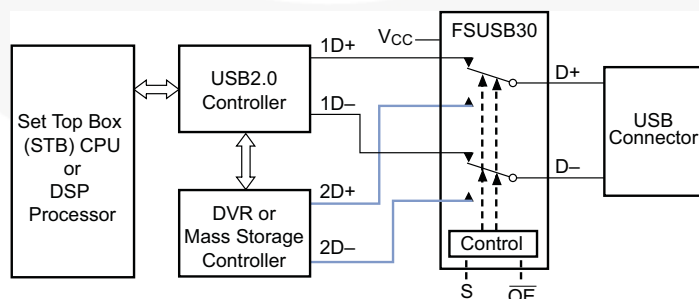 Set Top Box
(STB) CPU
or
DSP
Processor
USB2.0
Controller
DVR or
Mass Storage
Controller
1D+
1D–
2D+
2D–
VCC
FSUSB30
Control
S
OE
D+
D–
USB
Connector